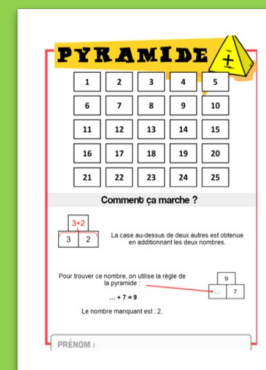 PYRAMIDE
+
1 2 3 4 5
6 7 8 9 10
11 12 13 14 15
16 17 18 19 20
21 22 23 24 25
Comment ça marche ?
3+2
3 2
La case au-dessus de deux autres est obtenue
en additionnant les deux nombres.
Pour trouver ce nombre, on utilise la règle de
la pyramide :
9
... 7
... + 7 = 9
Le nombre manquant est : 2.
PRÉNOM :